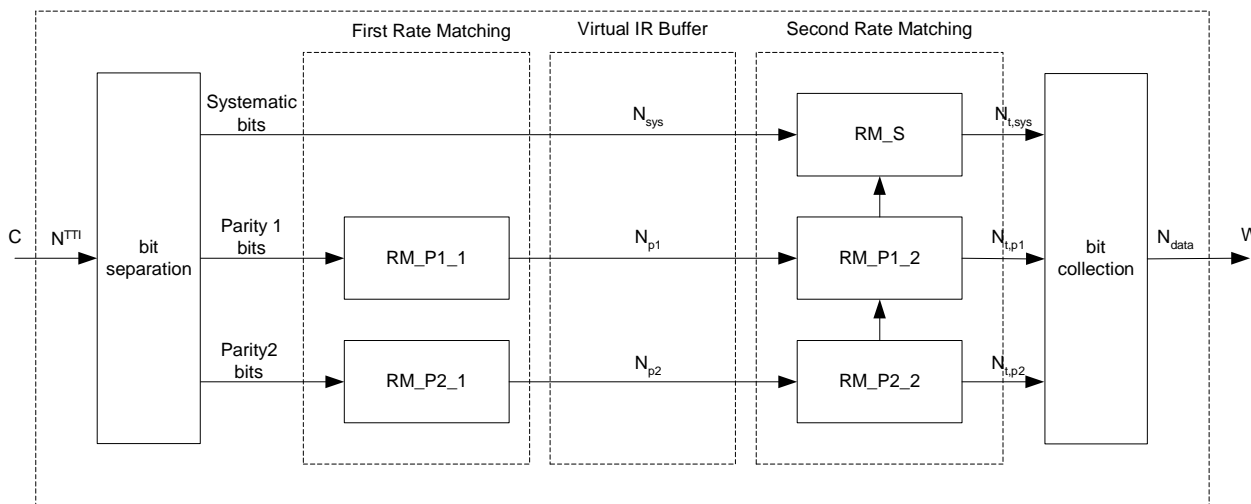 First Rate Matching
Virtual IR Buffer
Second Rate Matching
Systematic
bits
N_sys
RM_S
N_t,sys
C
N^TTI
bit
separation
Parity 1
bits
RM_P1_1
N_p1
RM_P1_2
N_t,p1
bit
collection
N_data
W
Parity2
bits
RM_P2_1
N_p2
RM_P2_2
N_t,p2